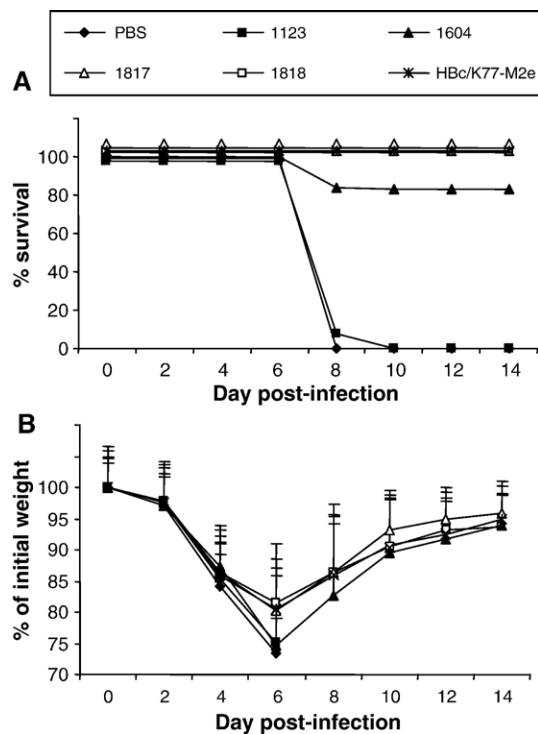 PBS 1123 1604
1817 1818 HBc/K77-M2e
A
% survival
100
80
60
40
20
0
0 2 4 6 8 10 12 14
Day post-infection
B
% of initial weight
100
95
90
85
80
75
70
0 2 4 6 8 10 12 14
Day post-infection